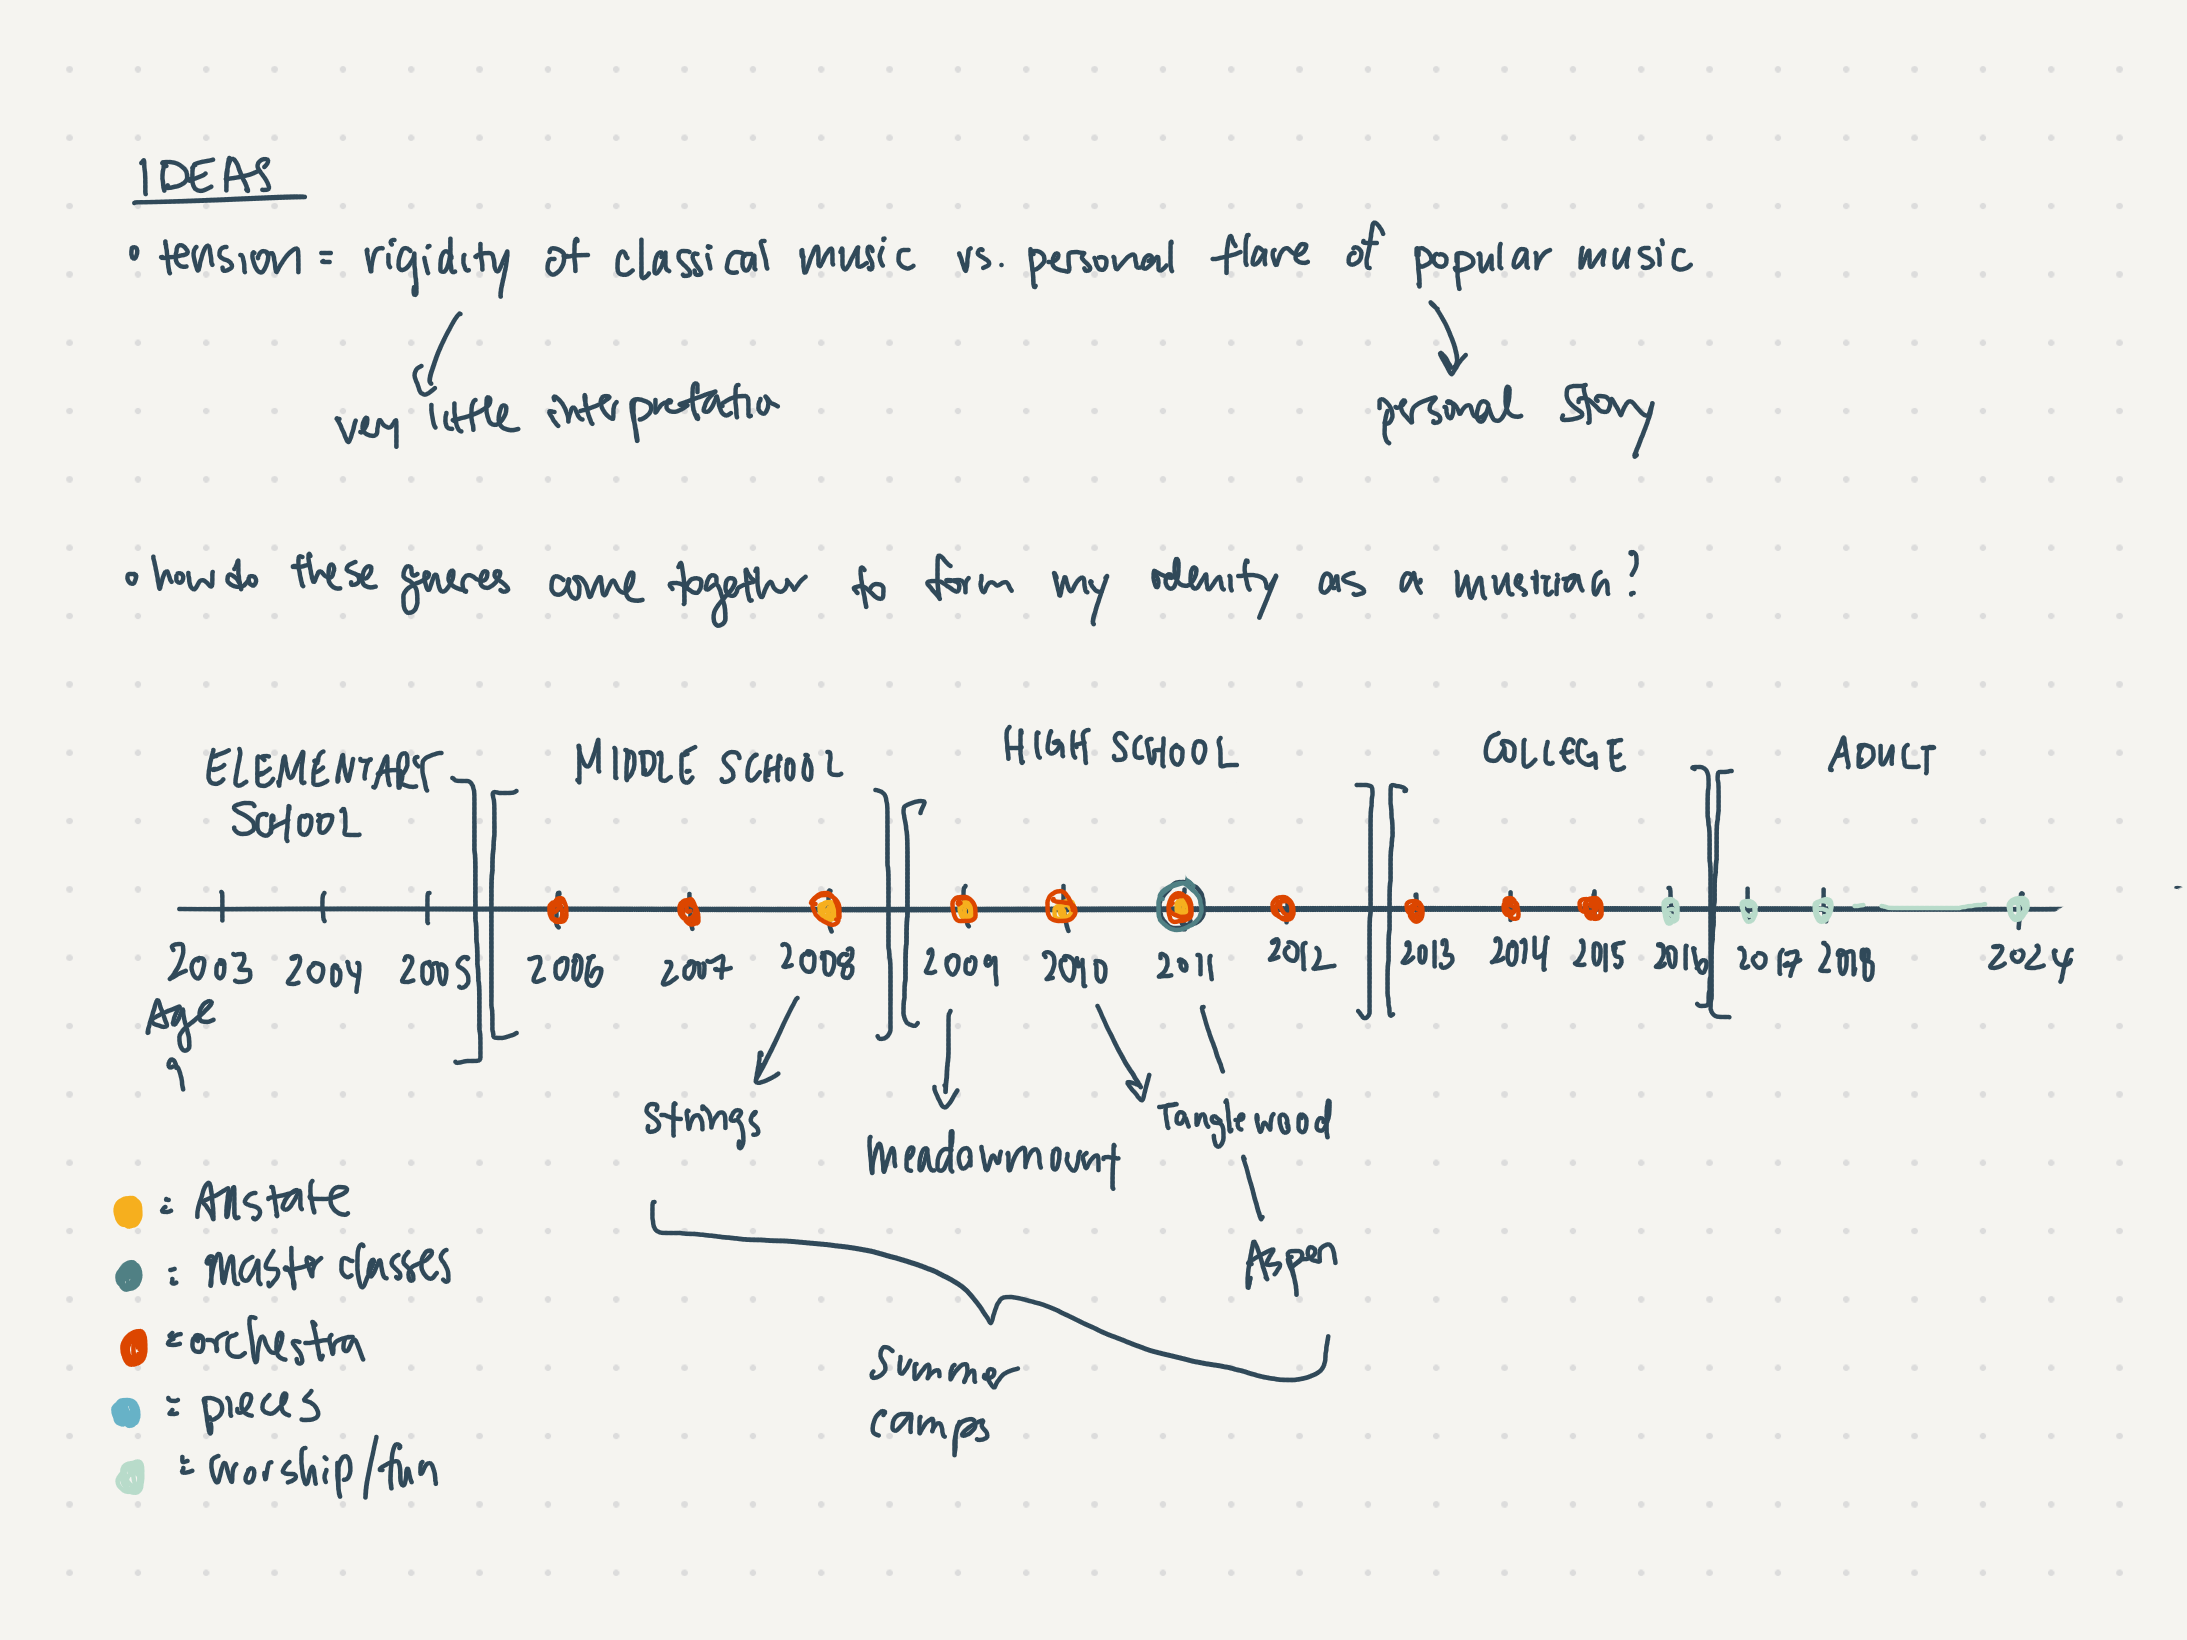 IDEAS
• tension = rigidity of classical music vs. personal flare of popular music
very little interpretatio
personal story
• how do these genres come together to form my identity as a musician?
ELEMENTARY SCHOOL
MIDDLE SCHOOL
HIGH SCHOOL
COLLEGE
ADULT
2003 2004 2005 2006 2007 2008 2009 2010 2011 2012 2013 2014 2015 2016 2017 2018 2024
Age
9
Strings
Meadowmount
Tanglewood
Aspen
summer
camps
: Allstate
: Master classes
= orchestra
= pieces
= worship/fun